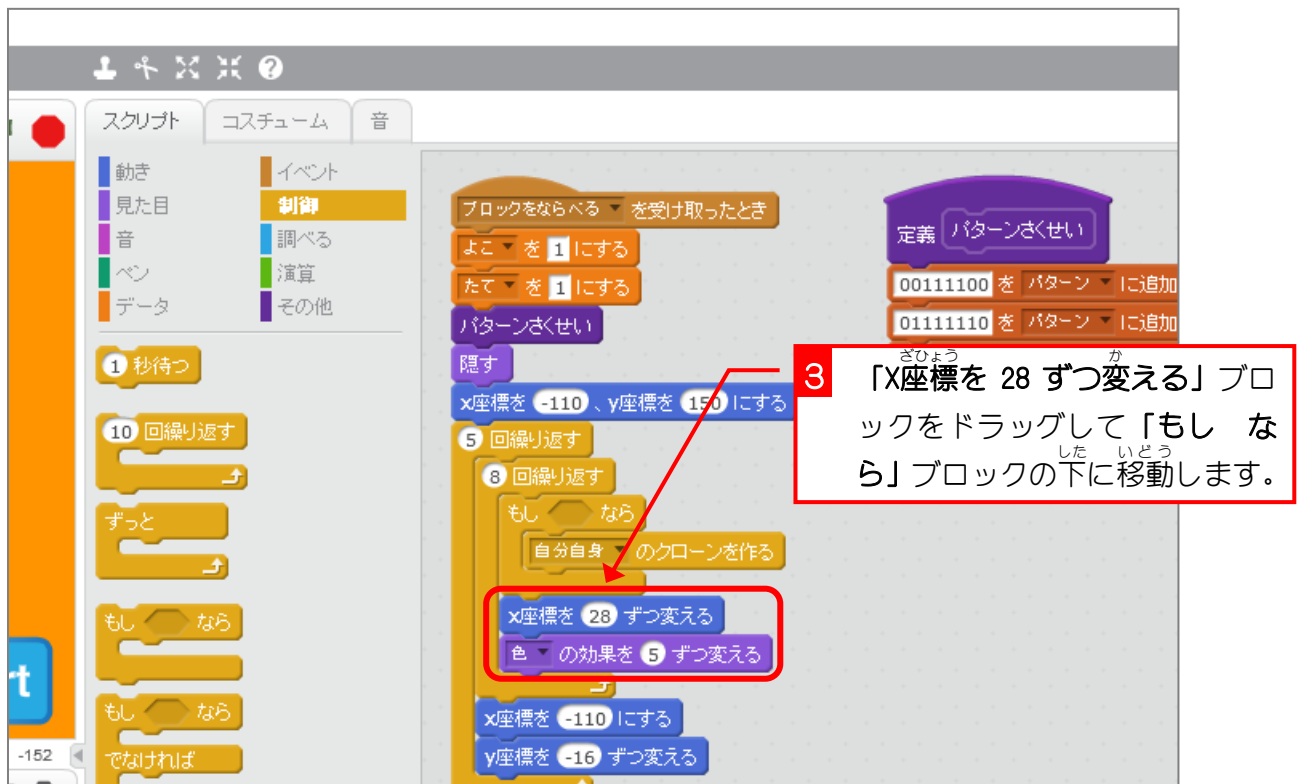 スクリプト
コスチューム
音
動き
イベント
見た目
制御
音
調べる
ペン
演算
データ
その他
1 秒待つ
10 回繰り返す
ずっと
もし なら
もし なら
でなければ
-152
ブロックをならべる を受け取ったとき
よこ を 1 にする
たて を 1 にする
パターンさくせい
隠す
x座標を -110 、y座標を 150 にする
5 回繰り返す
8 回繰り返す
もし なら
自分自身 のクローンを作る
x座標を 28 ずつ変える
色 の効果を 5 ずつ変える
x座標を -110 にする
y座標を -16 ずつ変える
定義 パターンさくせい
00111100 を パターン に追加
01111110 を パターン に追加
ざひょう か
3 「X座標を 28 ずつ変える」ブロ
ックをドラッグして「もし な
した いどう
ら」ブロックの下に移動します。